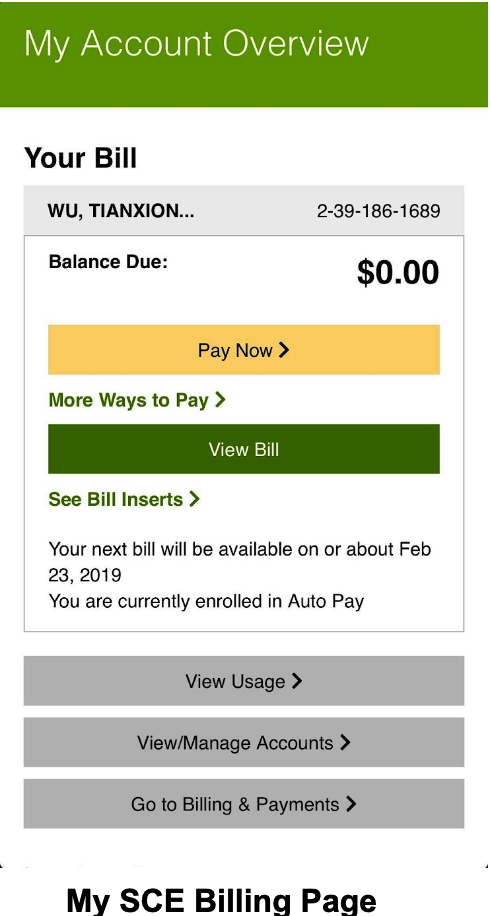 My Account Overview
Your Bill
WU, TIANXION... 2-39-186-1689
Balance Due: $0.00
Pay Now
More Ways to Pay
View Bill
See Bill Inserts
Your next bill will be available on or about Feb
23, 2019
You are currently enrolled in Auto Pay
View Usage
View/Manage Accounts
Go to Billing & Payments
My SCE Billing Page